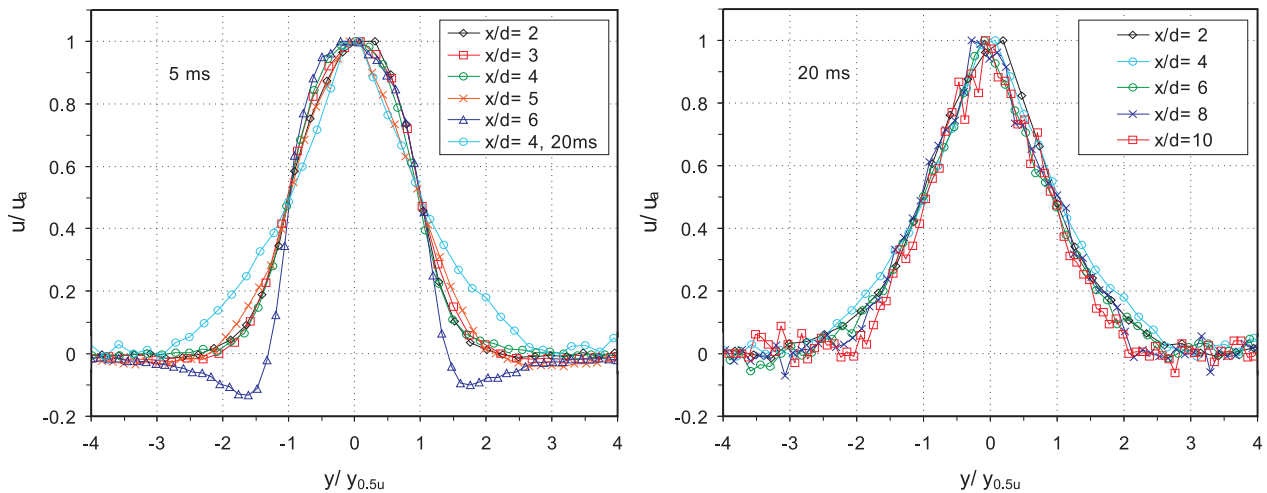 1
0.8
0.6
0.4
0.2
0
-0.2
u/ uₐ
5 ms
x/d= 2
x/d= 3
x/d= 4
x/d= 5
x/d= 6
x/d= 4, 20ms
-4
-3
-2
-1
0
1
2
3
4
y/ y₀.₅ᵤ
1
0.8
0.6
0.4
0.2
0
-0.2
u/ uₐ
20 ms
x/d= 2
x/d= 4
x/d= 6
x/d= 8
x/d=10
-4
-3
-2
-1
0
1
2
3
4
y/ y₀.₅ᵤ